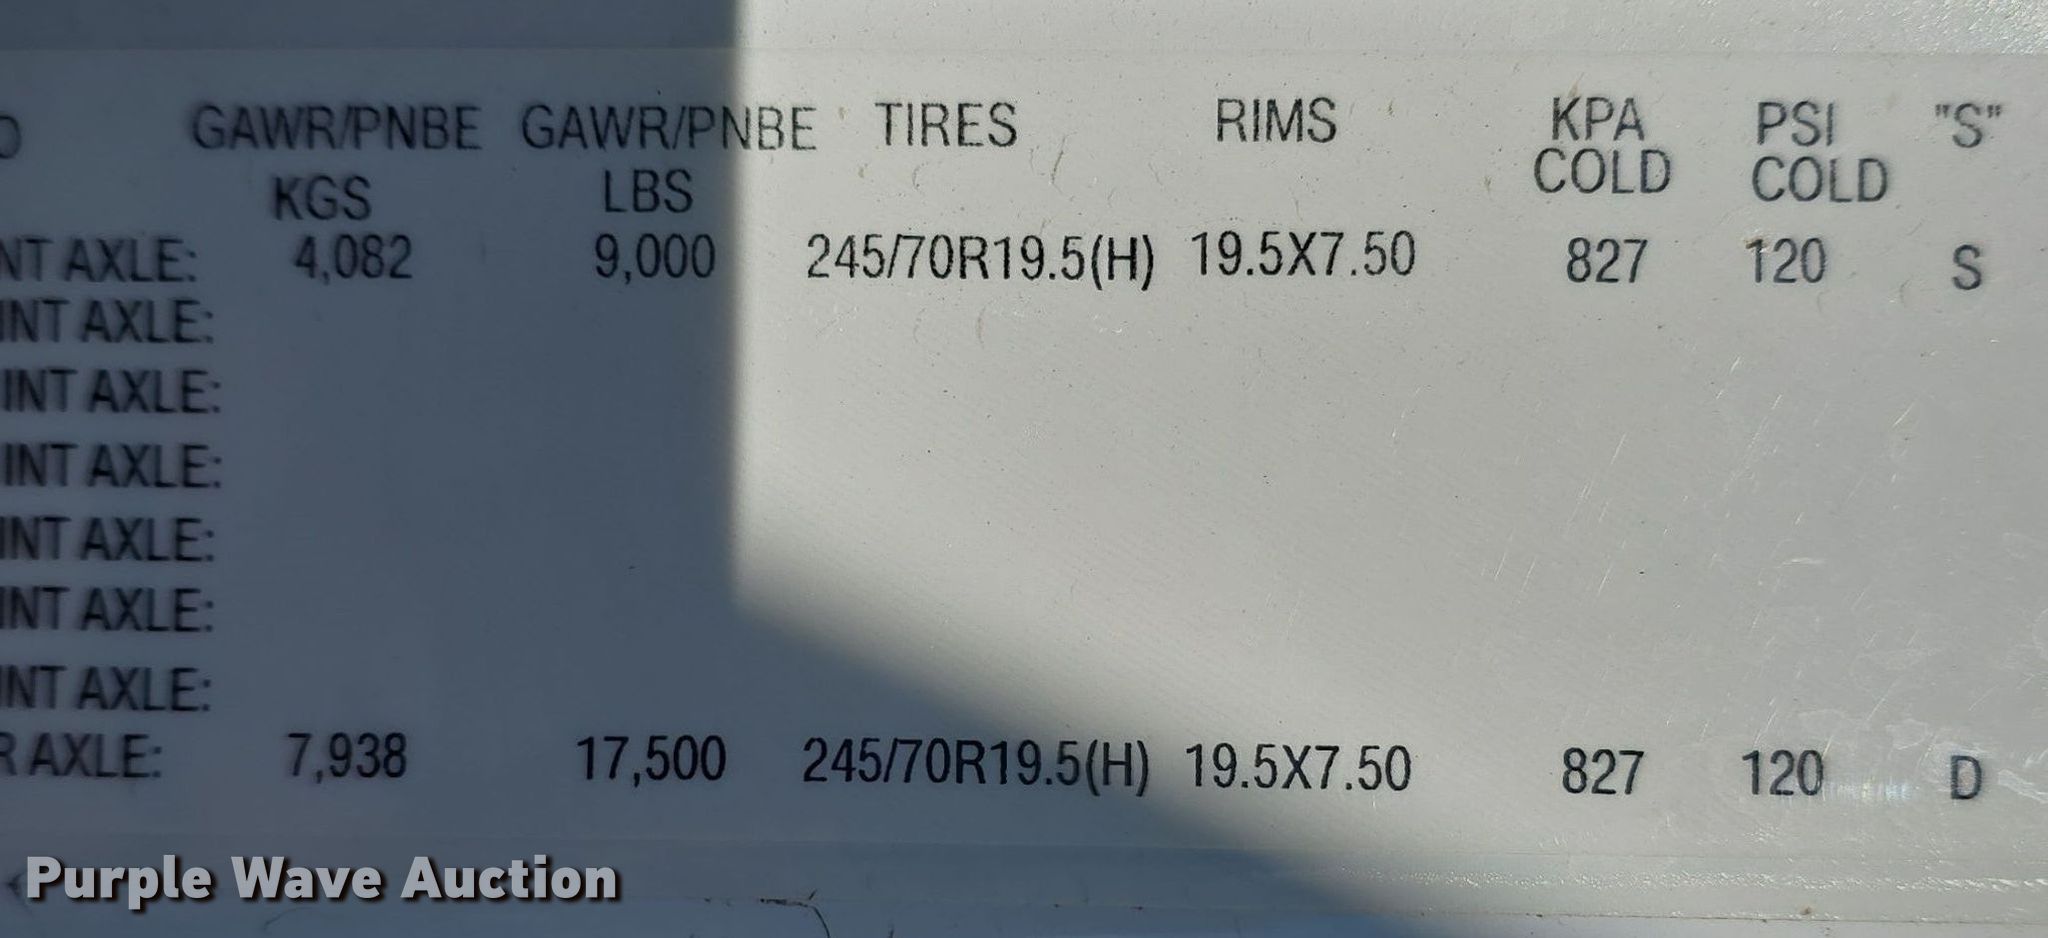 GAWR/PNBE GAWR/PNBE TIRES RIMS KPA PSI "S"
KGS LBS COLD COLD
NT AXLE: 4,082 9,000 245/70R19.5(H) 19.5X7.50 827 120 S
INT AXLE:
INT AXLE:
INT AXLE:
INT AXLE:
INT AXLE:
INT AXLE:
R AXLE: 7,938 17,500 245/70R19.5(H) 19.5X7.50 827 120 D
Purple Wave Auction